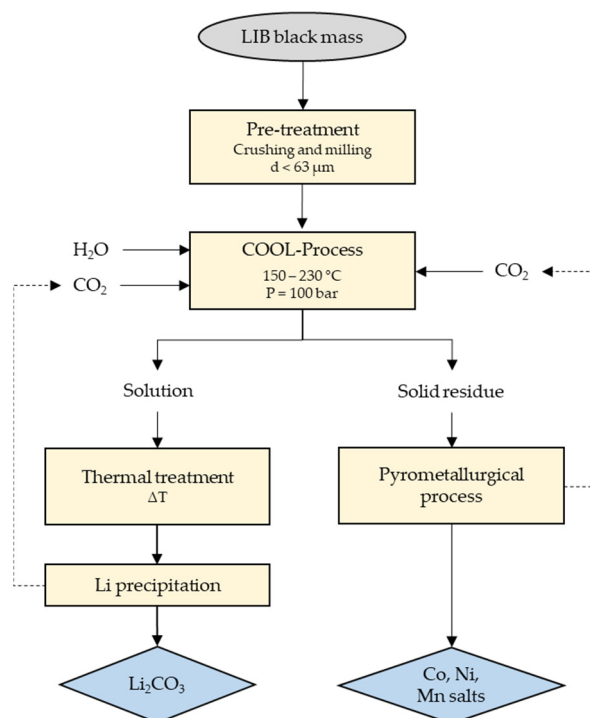 LIB black mass
Pre-treatment
Crushing and milling
d < 63 μm
H₂O
CO₂
COOL-Process
150 – 230 °C
P = 100 bar
CO₂
Solution
Solid residue
Thermal treatment
ΔT
Pyrometallurgical
process
Li precipitation
Li₂CO₃
Co, Ni,
Mn salts